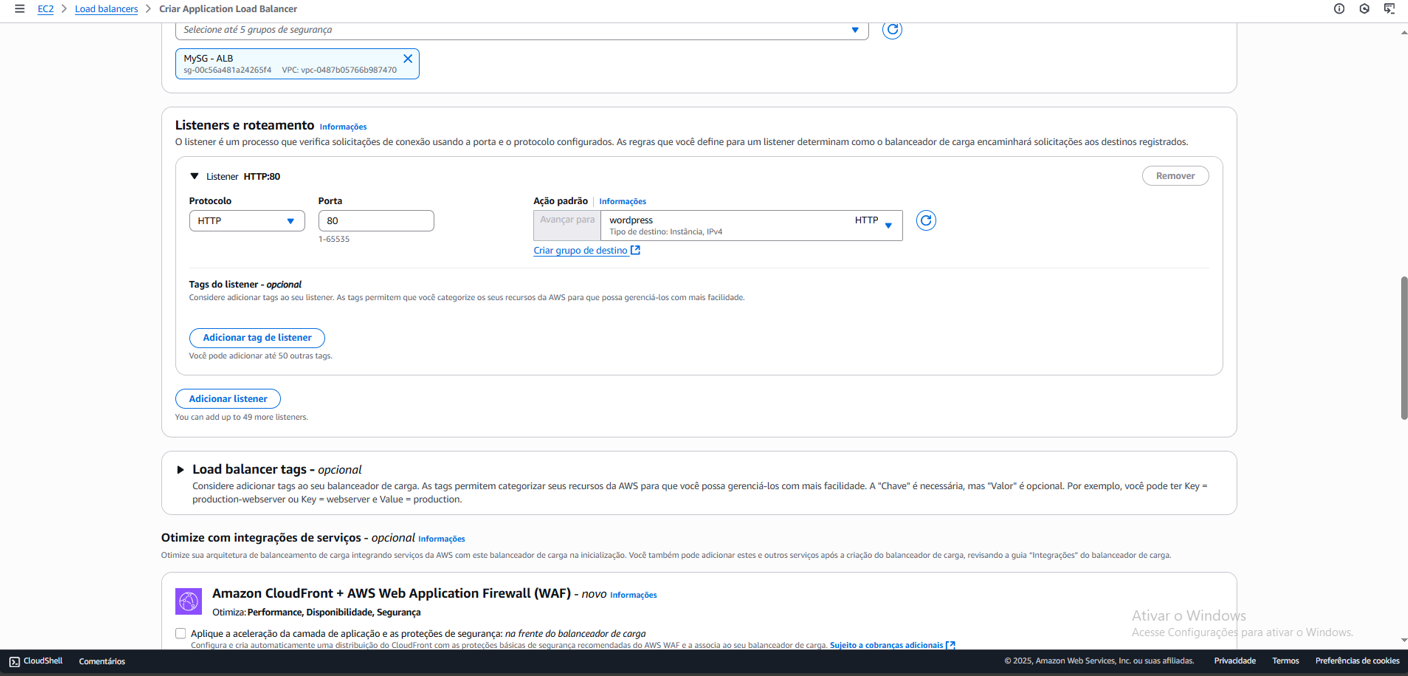 EC2 > Load balancers > Criar Application Load Balancer
Selecione até 5 grupos de segurança
MySG - ALB
sg-00c56a481a24265f4 VPC: vpc-0487b05766b987470
Listeners e roteamento Informações
O listener é um processo que verifica solicitações de conexão usando a porta e o protocolo configurados. As regras que você define para um listener determinam como o balanceador de carga encaminhará solicitações aos destinos registrados.
Listener HTTP:80
Remover
Protocolo Porta Ação padrão | Informações
HTTP 80 Avançar para wordpress HTTP
Tipo de destino: Instância, IPv4
1-65535
Criar grupo de destino
Tags do listener - opcional
Considere adicionar tags ao seu listener. As tags permitem que você categorize os seus recursos da AWS para que possa gerenciá-los com mais facilidade.
Adicionar tag de listener
Você pode adicionar até 50 outras tags.
Adicionar listener
You can add up to 49 more listeners.
Load balancer tags - opcional
Considere adicionar tags ao seu balanceador de carga. As tags permitem categorizar seus recursos da AWS para que você possa gerenciá-los com mais facilidade. A "Chave" é necessária, mas "Valor" é opcional. Por exemplo, você pode ter Key =
production-webserver ou Key = webserver e Value = production.
Otimize com integrações de serviços - opcional Informações
Otimize sua arquitetura de balanceamento de carga integrando serviços da AWS com este balanceador de carga na inicialização. Você também pode adicionar estes e outros serviços após a criação do balanceador de carga, revisando a guia "Integrações" do balanceador de carga.
Amazon CloudFront + AWS Web Application Firewall (WAF) - novo Informações
Otimiza: Performance, Disponibilidade, Segurança
Aplique a aceleração da camada de aplicação e as proteções de segurança: na frente do balanceador de carga
Configura e cria automaticamente uma distribuição do CloudFront com as proteções básicas de segurança recomendadas do AWS WAF e a associa ao seu balanceador de carga. Sujeito a cobranças adicionais
Ativar o Windows
Acesse Configurações para ativar o Windows.
CloudShell Comentários © 2025, Amazon Web Services, Inc. ou suas afiliadas. Privacidade Termos Preferências de cookies